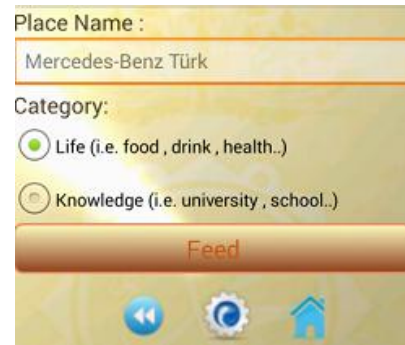 Place Name :
Mercedes-Benz Türk
Category:
Life (i.e. food , drink , health..)
Knowledge (i.e. university , school..)
Feed